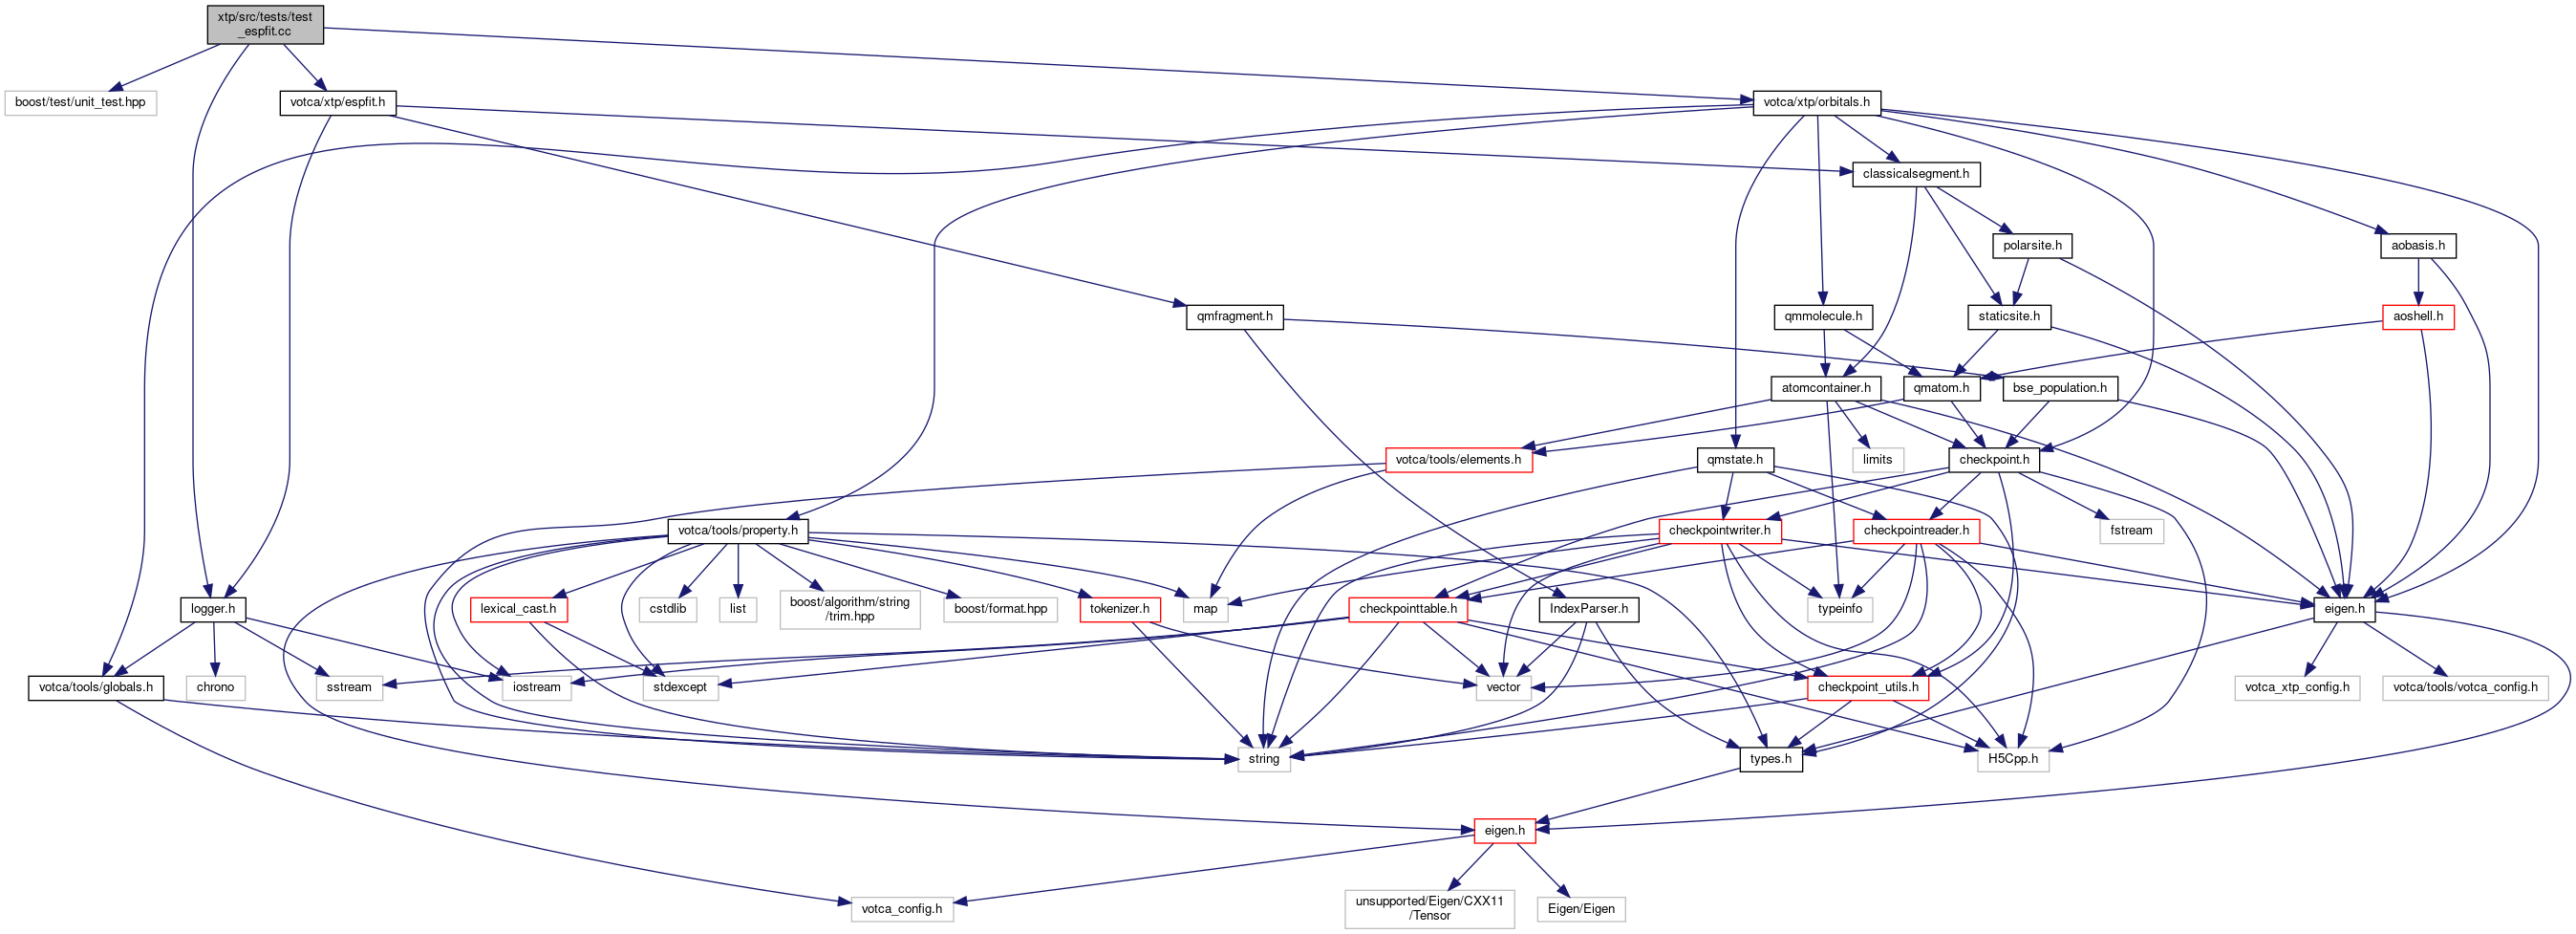 xtp/src/tests/test
_espfit.cc
boost/test/unit_test.hpp
votca/xtp/espfit.h
votca/xtp/orbitals.h
classicalsegment.h
polarsite.h
aobasis.h
qmfragment.h
qmmolecule.h
staticsite.h
aoshell.h
atomcontainer.h
qmatom.h
bse_population.h
votca/tools/elements.h
qmstate.h
limits
checkpoint.h
votca/tools/property.h
checkpointwriter.h
checkpointreader.h
fstream
logger.h
lexical_cast.h
cstdlib
list
boost/algorithm/string
/trim.hpp
boost/format.hpp
tokenizer.h
map
checkpointtable.h
IndexParser.h
typeinfo
eigen.h
votca/tools/globals.h
chrono
sstream
iostream
stdexcept
vector
checkpoint_utils.h
votca_xtp_config.h
votca/tools/votca_config.h
string
types.h
H5Cpp.h
eigen.h
votca_config.h
unsupported/Eigen/CXX11
/Tensor
Eigen/Eigen